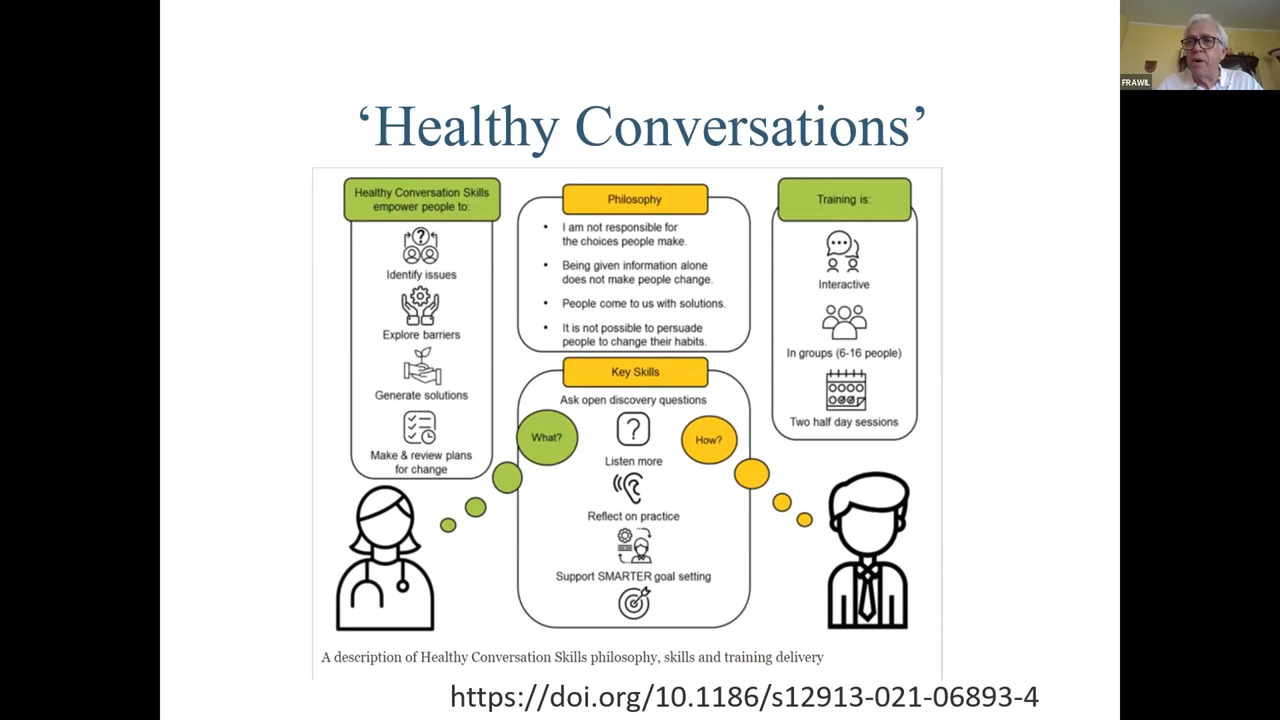 ‘Healthy Conversations’
Healthy Conversation Skills
empower people to:
Identify issues
Explore barriers
Generate solutions
Make & review plans
for change
Philosophy
• I am not responsible for
the choices people make.
• Being given information alone
does not make people change.
• People come to us with solutions.
• It is not possible to persuade
people to change their habits.
Key Skills
Ask open discovery questions
What?
?
How?
Listen more
Reflect on practice
Support SMARTER goal setting
Training is:
Interactive
In groups (6-16 people)
Two half day sessions
A description of Healthy Conversation Skills philosophy, skills and training delivery
https://doi.org/10.1186/s12913-021-06893-4
FRAWIL